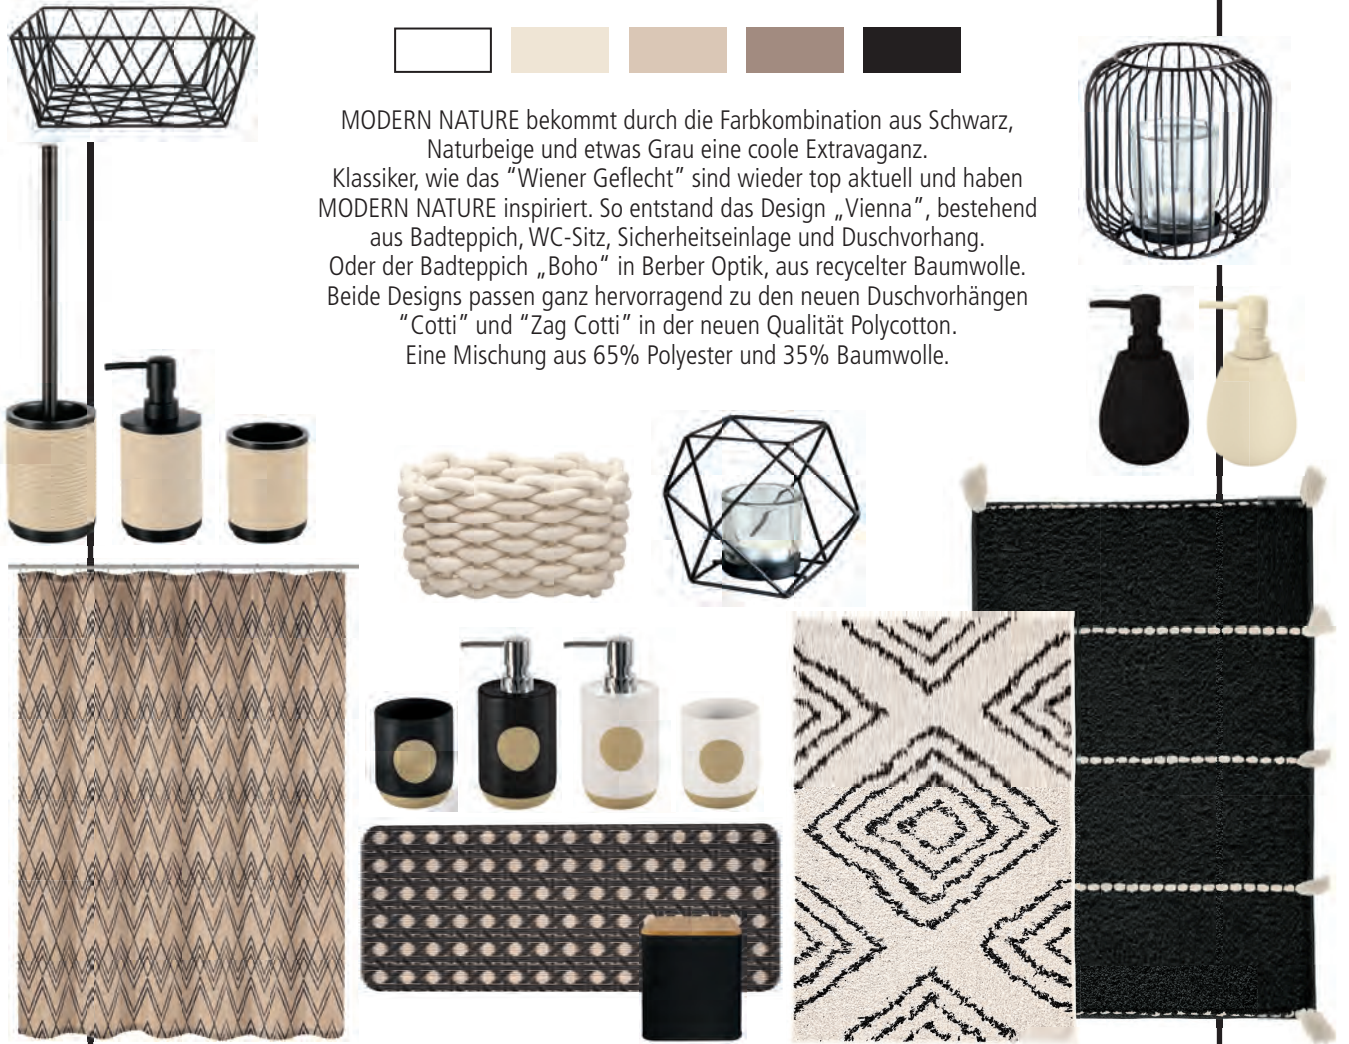 MODERN NATURE bekommt durch die Farbkombination aus Schwarz,
Naturbeige und etwas Grau eine coole Extravaganz.
Klassiker, wie das “Wiener Geflecht” sind wieder top aktuell und haben
MODERN NATURE inspiriert. So entstand das Design „Vienna”, bestehend
aus Badteppich, WC-Sitz, Sicherheitseinlage und Duschvorhang.
Oder der Badteppich „Boho” in Berber Optik, aus recycelter Baumwolle.
Beide Designs passen ganz hervorragend zu den neuen Duschvorhängen
“Cotti” und “Zag Cotti” in der neuen Qualität Polycotton.
Eine Mischung aus 65% Polyester und 35% Baumwolle.